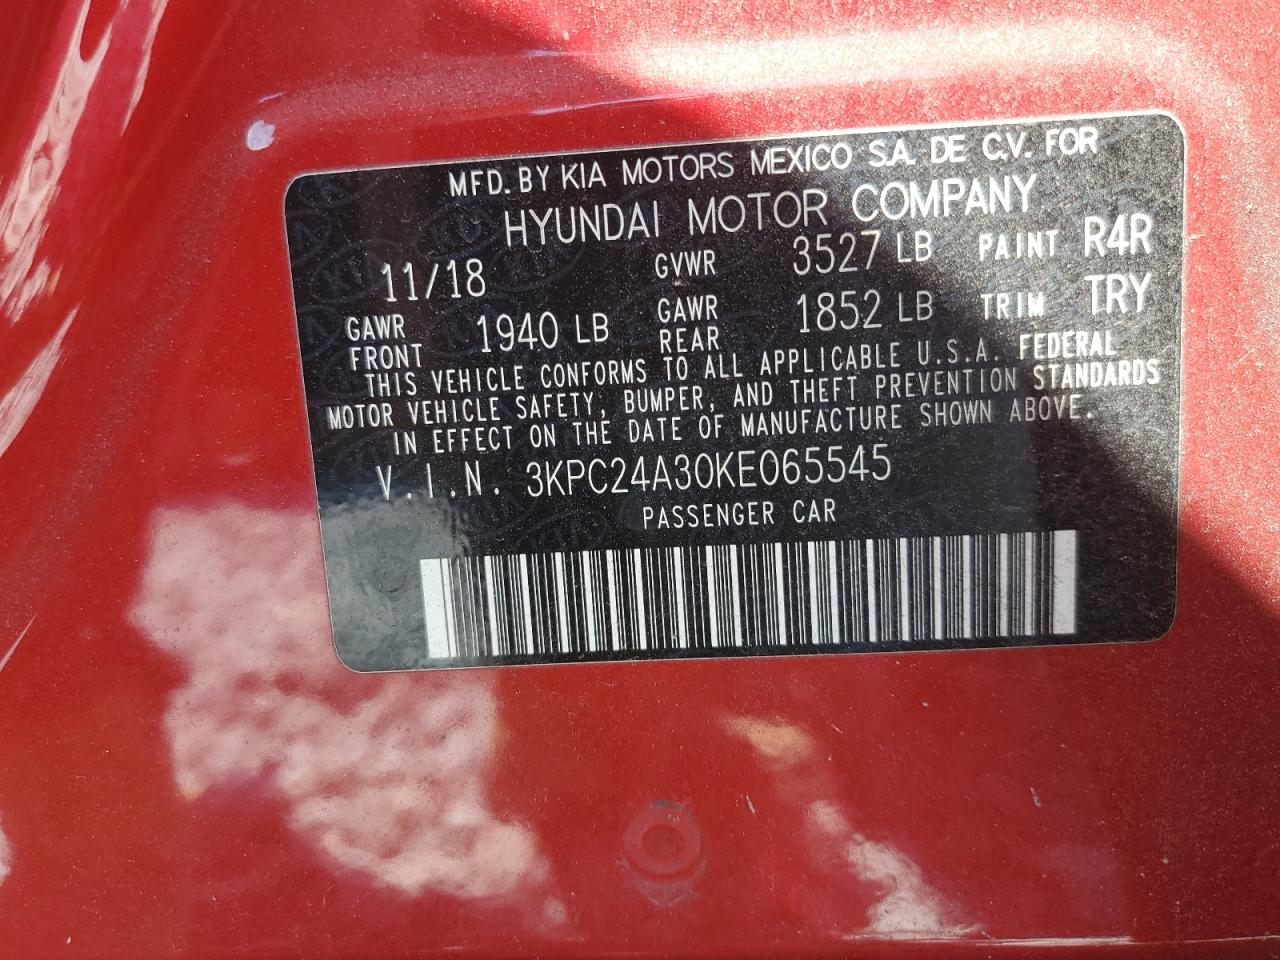 MFD. BY KIA MOTORS MEXICO S.A. DE C.V. FOR
HYUNDAI MOTOR COMPANY
11/18 GVWR 3527 LB PAINT R4R
GAWR FRONT 1940 LB GAWR REAR 1852 LB TRIM TRY
THIS VEHICLE CONFORMS TO ALL APPLICABLE U.S.A. FEDERAL
MOTOR VEHICLE SAFETY, BUMPER, AND THEFT PREVENTION STANDARDS
IN EFFECT ON THE DATE OF MANUFACTURE SHOWN ABOVE.
V.I.N. 3KPC24A30KE065545
PASSENGER CAR